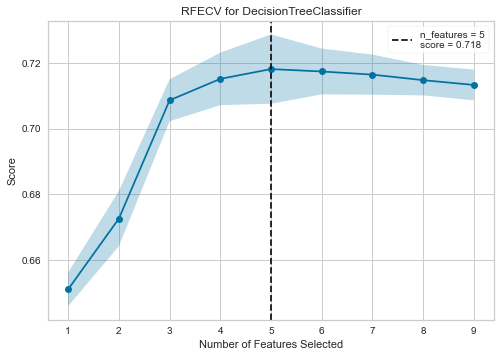 RFECV for DecisionTreeClassifier
n_features = 5
score = 0.718
0.72
0.70
0.68
0.66
Score
1 2 3 4 5 6 7 8 9
Number of Features Selected